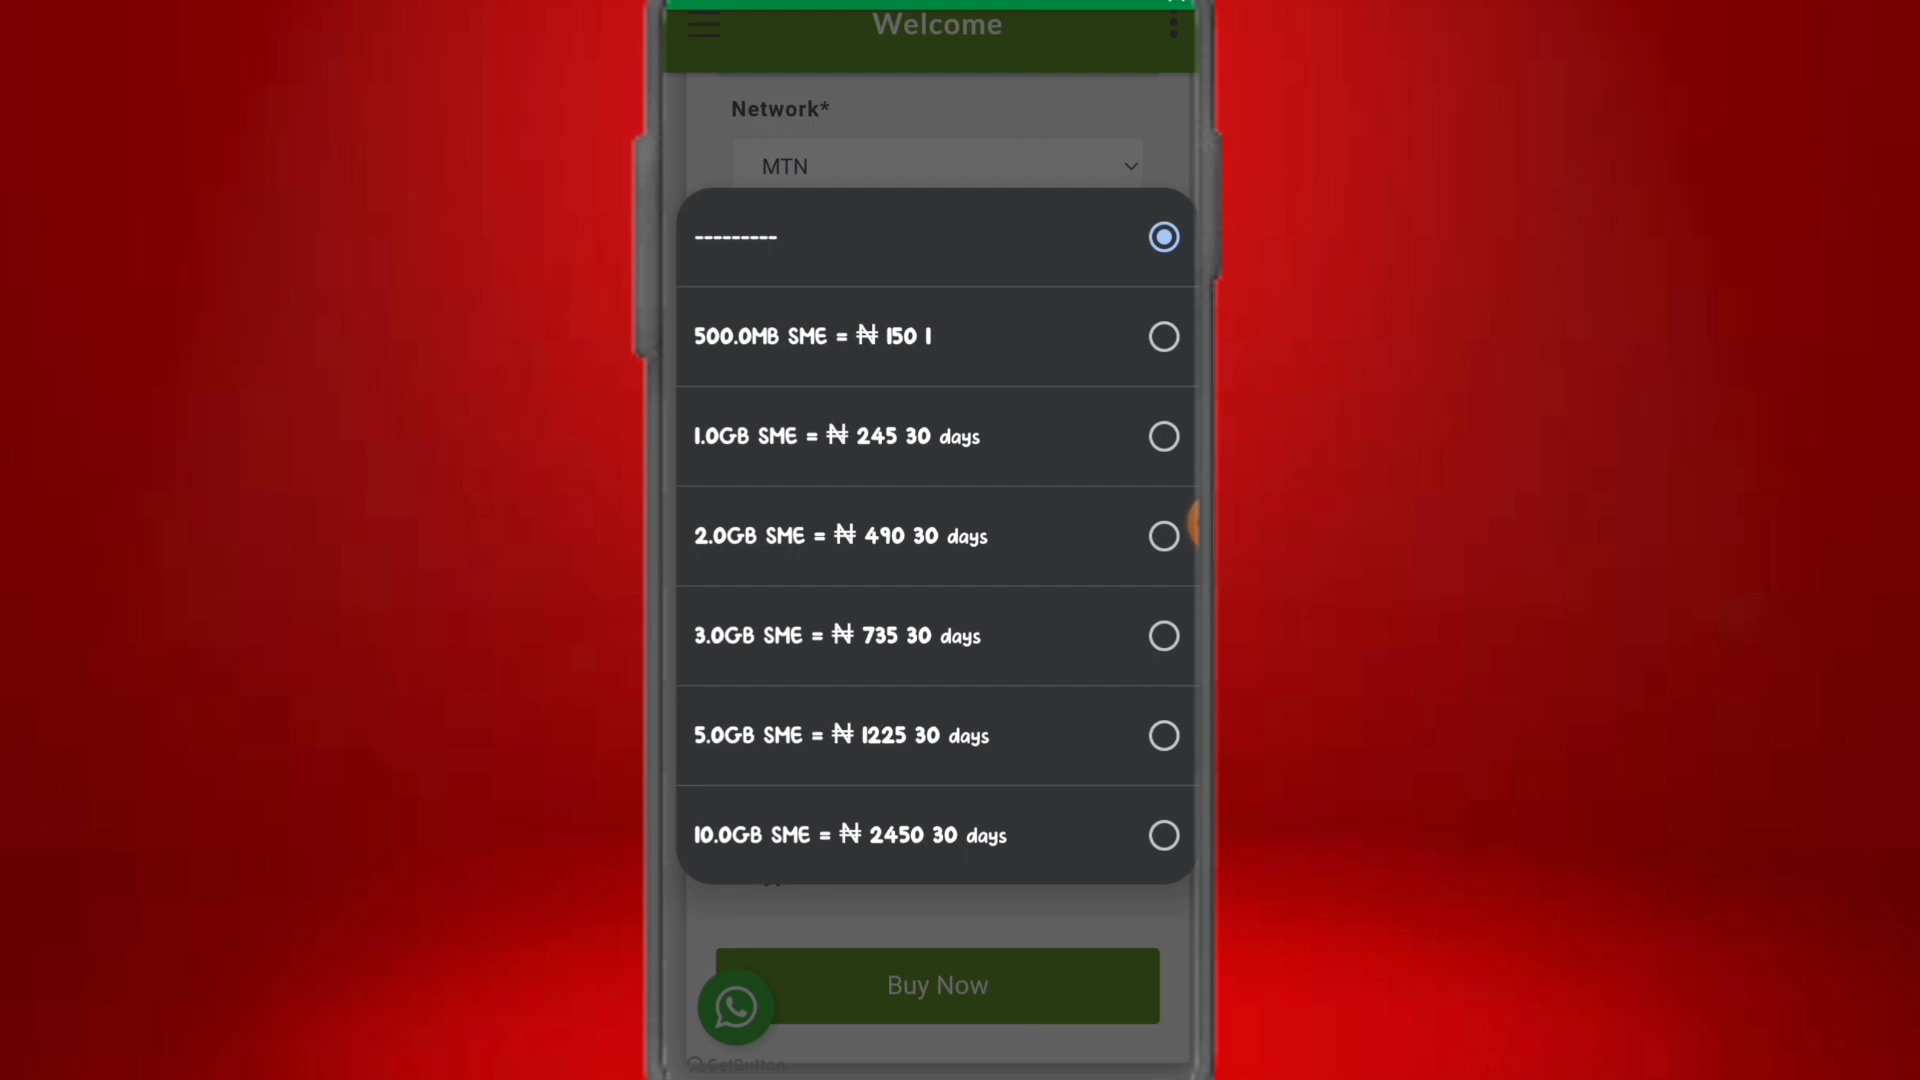 Welcome
Network*
MTN
---------
500.0MB SME = ₦ 150 1
1.0GB SME = ₦ 245 30 days
2.0GB SME = ₦ 490 30 days
3.0GB SME = ₦ 735 30 days
5.0GB SME = ₦ 1225 30 days
10.0GB SME = ₦ 2450 30 days
Buy Now
GetButton